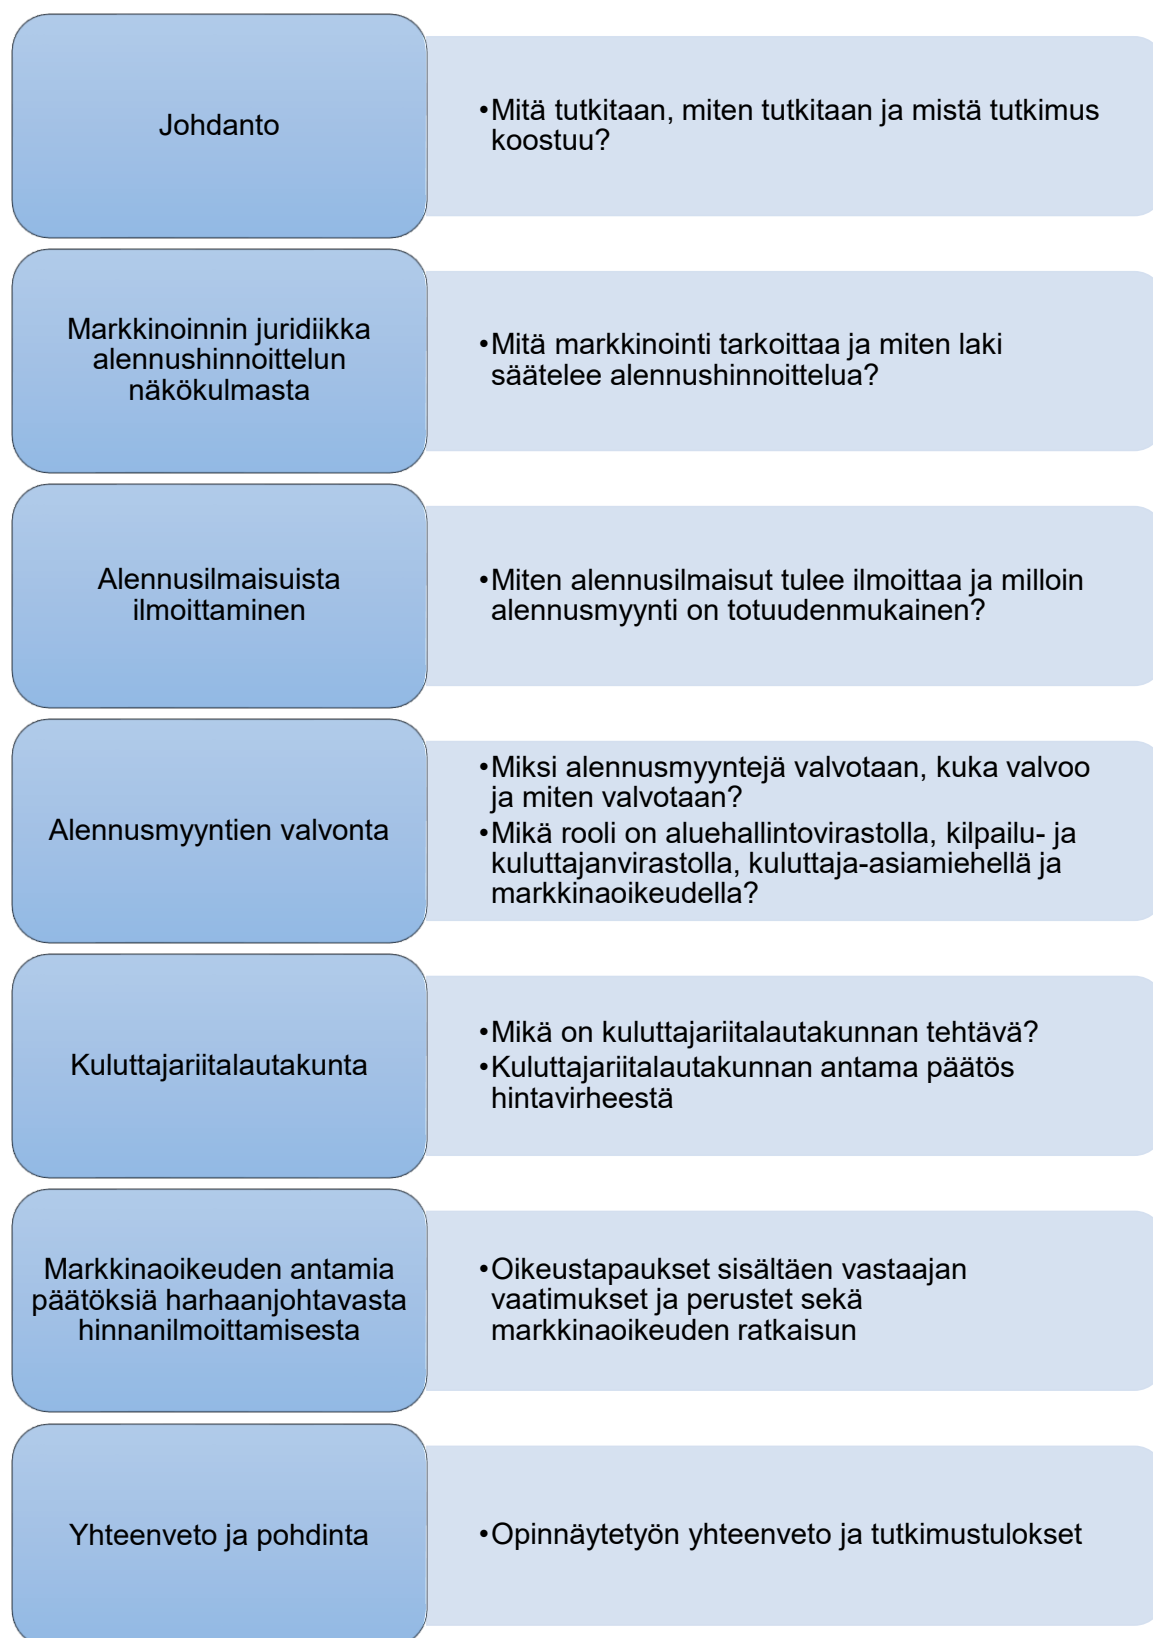 Johdanto
•Mitä tutkitaan, miten tutkitaan ja mistä tutkimus
koostuu?
Markkinoinnin juridiikka
alennushinnoittelun
näkökulmasta
•Mitä markkinointi tarkoittaa ja miten laki
säätelee alennushinnoittelua?
Alennusilmaisuista
ilmoittaminen
•Miten alennusilmaisut tulee ilmoittaa ja milloin
alennusmyynti on totuudenmukainen?
Alennusmyyntien valvonta
•Miksi alennusmyyntejä valvotaan, kuka valvoo
ja miten valvotaan?
•Mikä rooli on aluehallintovirastolla, kilpailu- ja
kuluttajanvirastolla, kuluttaja-asiamiehellä ja
markkinaoikeudella?
Kuluttajariitalautakunta
•Mikä on kuluttajariitalautakunnan tehtävä?
•Kuluttajariitalautakunnan antama päätös
hintavirheestä
Markkinaoikeuden antamia
päätöksiä harhaanjohtavasta
hinnanilmoittamisesta
•Oikeustapaukset sisältäen vastaajan
vaatimukset ja perustet sekä
markkinaoikeuden ratkaisun
Yhteenveto ja pohdinta
•Opinnäytetyön yhteenveto ja tutkimustulokset